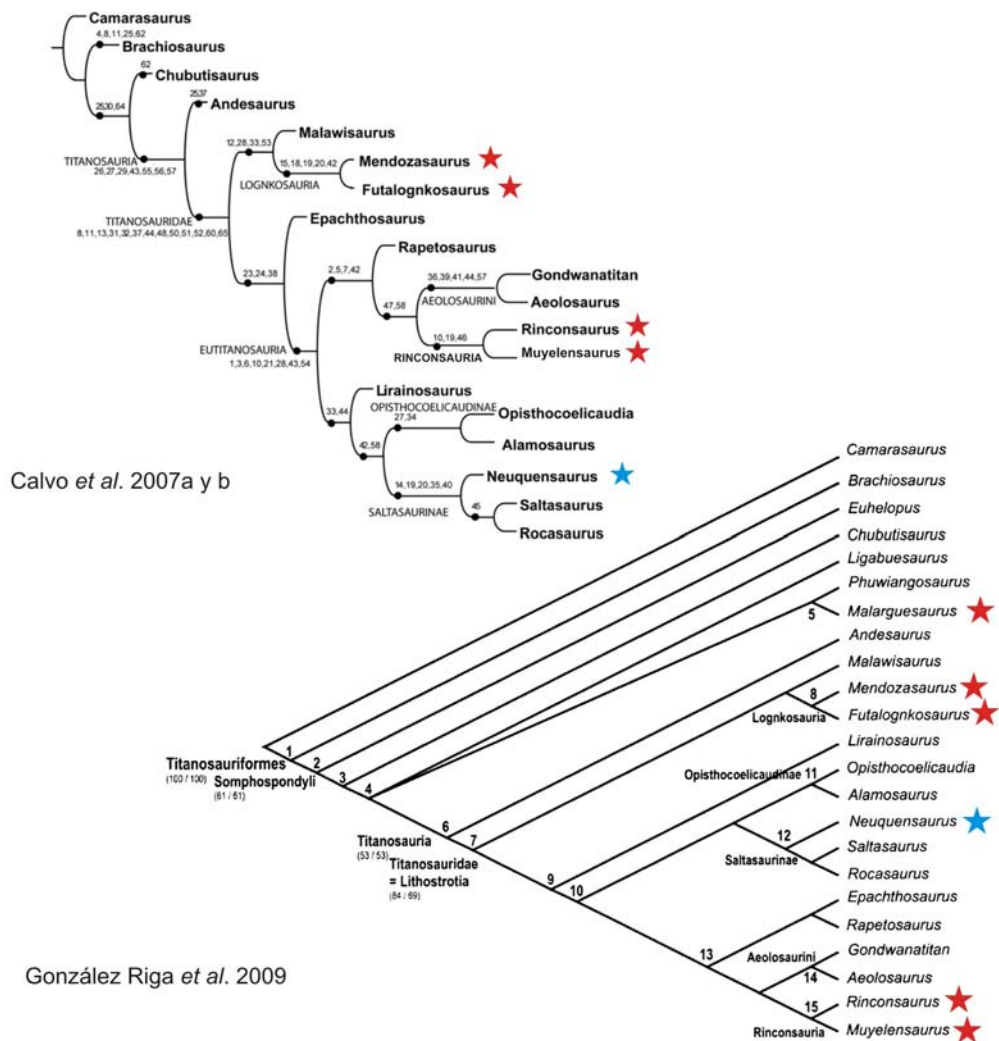 Camarasaurus
4,8,11,25,62
Brachiosaurus
62
Chubutisaurus
25,30,64
25,37
Andesaurus
TITANOSAURIA
26,27,29,43,55,56,57
12,28,33,53
Malawisaurus
15,18,19,20,42
Mendozasaurus
LOGNKOSAURIA
Futalognkosaurus
TITANOSAURIDAE
8,11,13,31,32,37,44,48,50,51,52,60,65
Epachthosaurus
23,24,38
2,5,7,42
Rapetosaurus
36,39,41,44,57
Gondwanatitan
AEOLOSAURINI
Aeolosaurus
47,58
10,19,46
Rinconsaurus
RINCONSAURIA
Muyelensaurus
EUTITANOSAURIA
1,3,6,10,21,28,43,54
Lirainosaurus
33,44
OPISTHOCOELICAUDINAE
27,34
Opisthocoelicaudia
Alamosaurus
42,58
14,19,20,35,40
Neuquensaurus
SALTASAURINAE
45
Saltasaurus
Rocasaurus
Calvo et al. 2007a y b
Camarasaurus
Brachiosaurus
Euhelopus
Chubutisaurus
Ligabuesaurus
Phuwiangosaurus
5
Malarguesaurus
Andesaurus
Malawisaurus
8
Mendozasaurus
Lognkosauria
Futalognkosaurus
Lirainosaurus
Opisthocoelicaudinae 11
Opisthocoelicaudia
Alamosaurus
12
Neuquensaurus
Saltasaurinae
Saltasaurus
Rocasaurus
Epachthosaurus
Rapetosaurus
Aeolosaurini
Gondwanatitan
14
Aeolosaurus
15
Rinconsaurus
Rinconsauria
Muyelensaurus
1
Titanosauriformes
(100 / 100)
2
Somphospondyli
(61 / 61)
3
4
6
Titanosauria
(53 / 53)
7
Titanosauridae
= Lithostrotia
(84 / 69)
9
10
13
González Riga et al. 2009